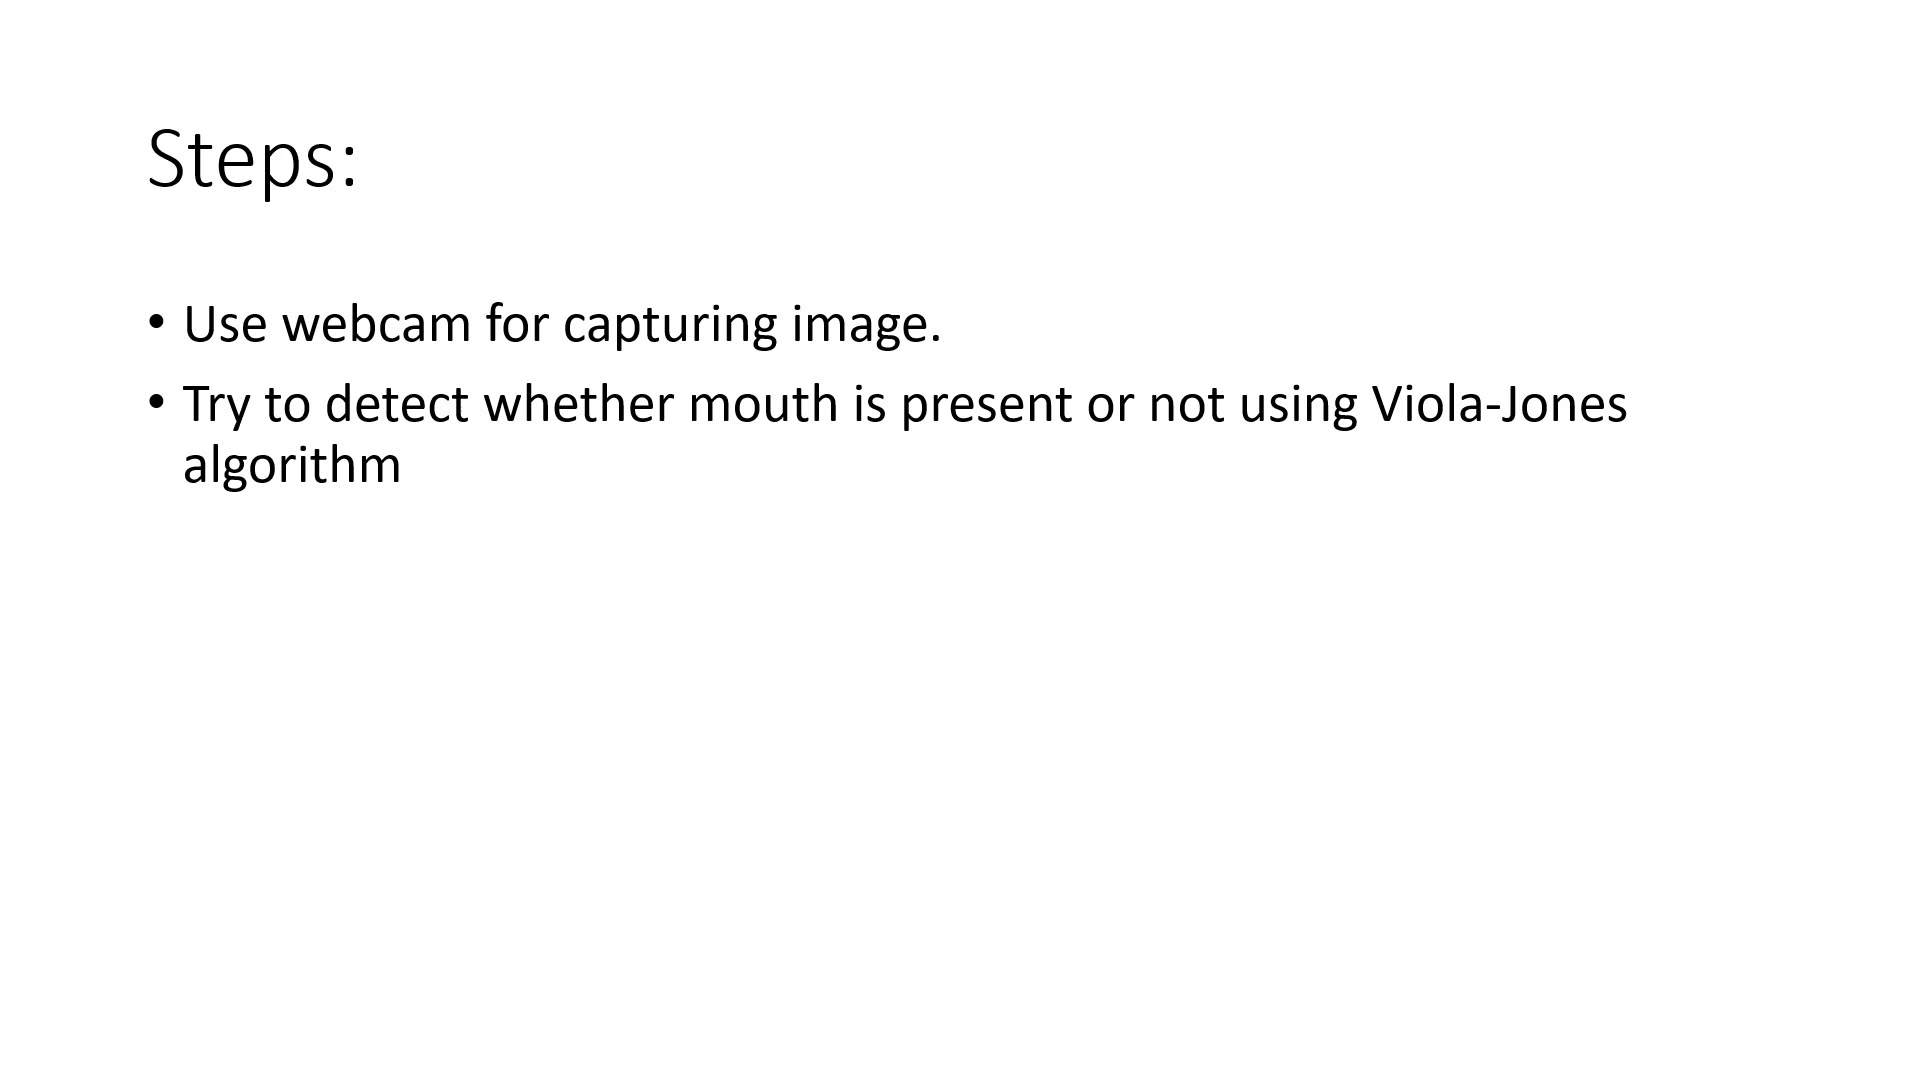 Steps:
• Use webcam for capturing image.
• Try to detect whether mouth is present or not using Viola-Jones
algorithm